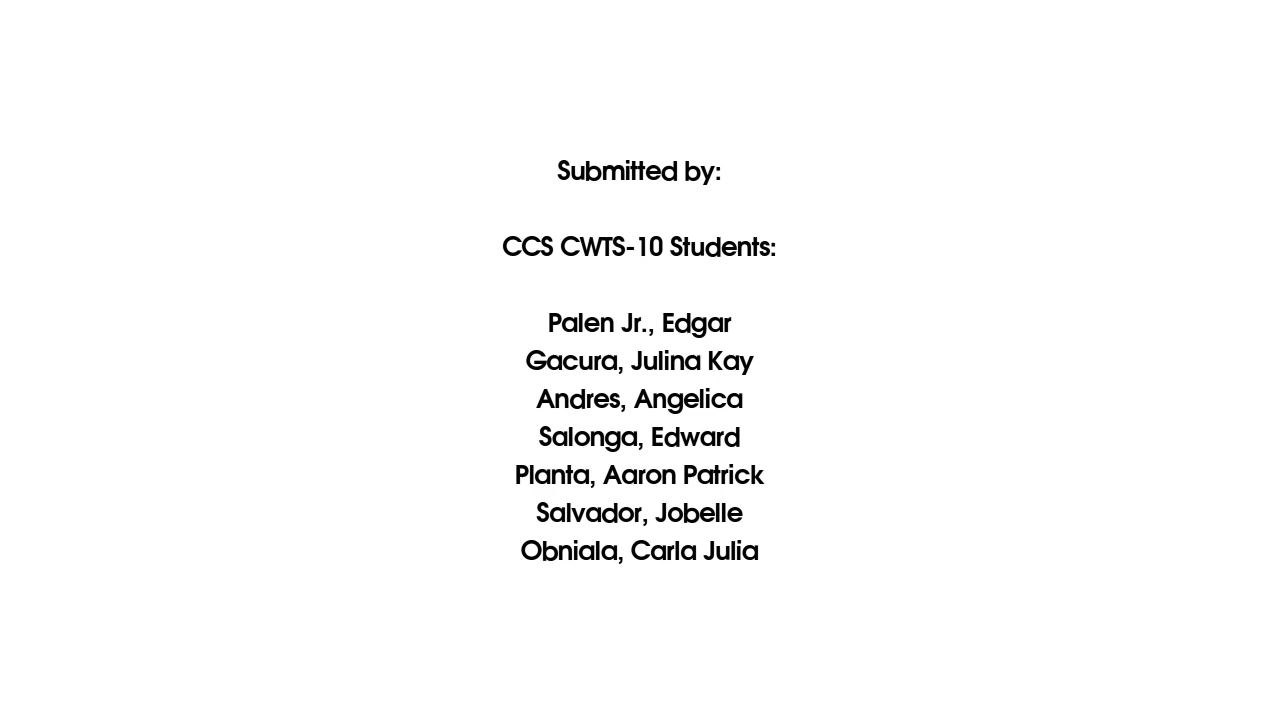 Submitted by:
CCS CWTS-10 Students:
Palen Jr., Edgar
Gacura, Julina Kay
Andres, Angelica
Salonga, Edward
Planta, Aaron Patrick
Salvador, Jobelle
Obniala, Carla Julia